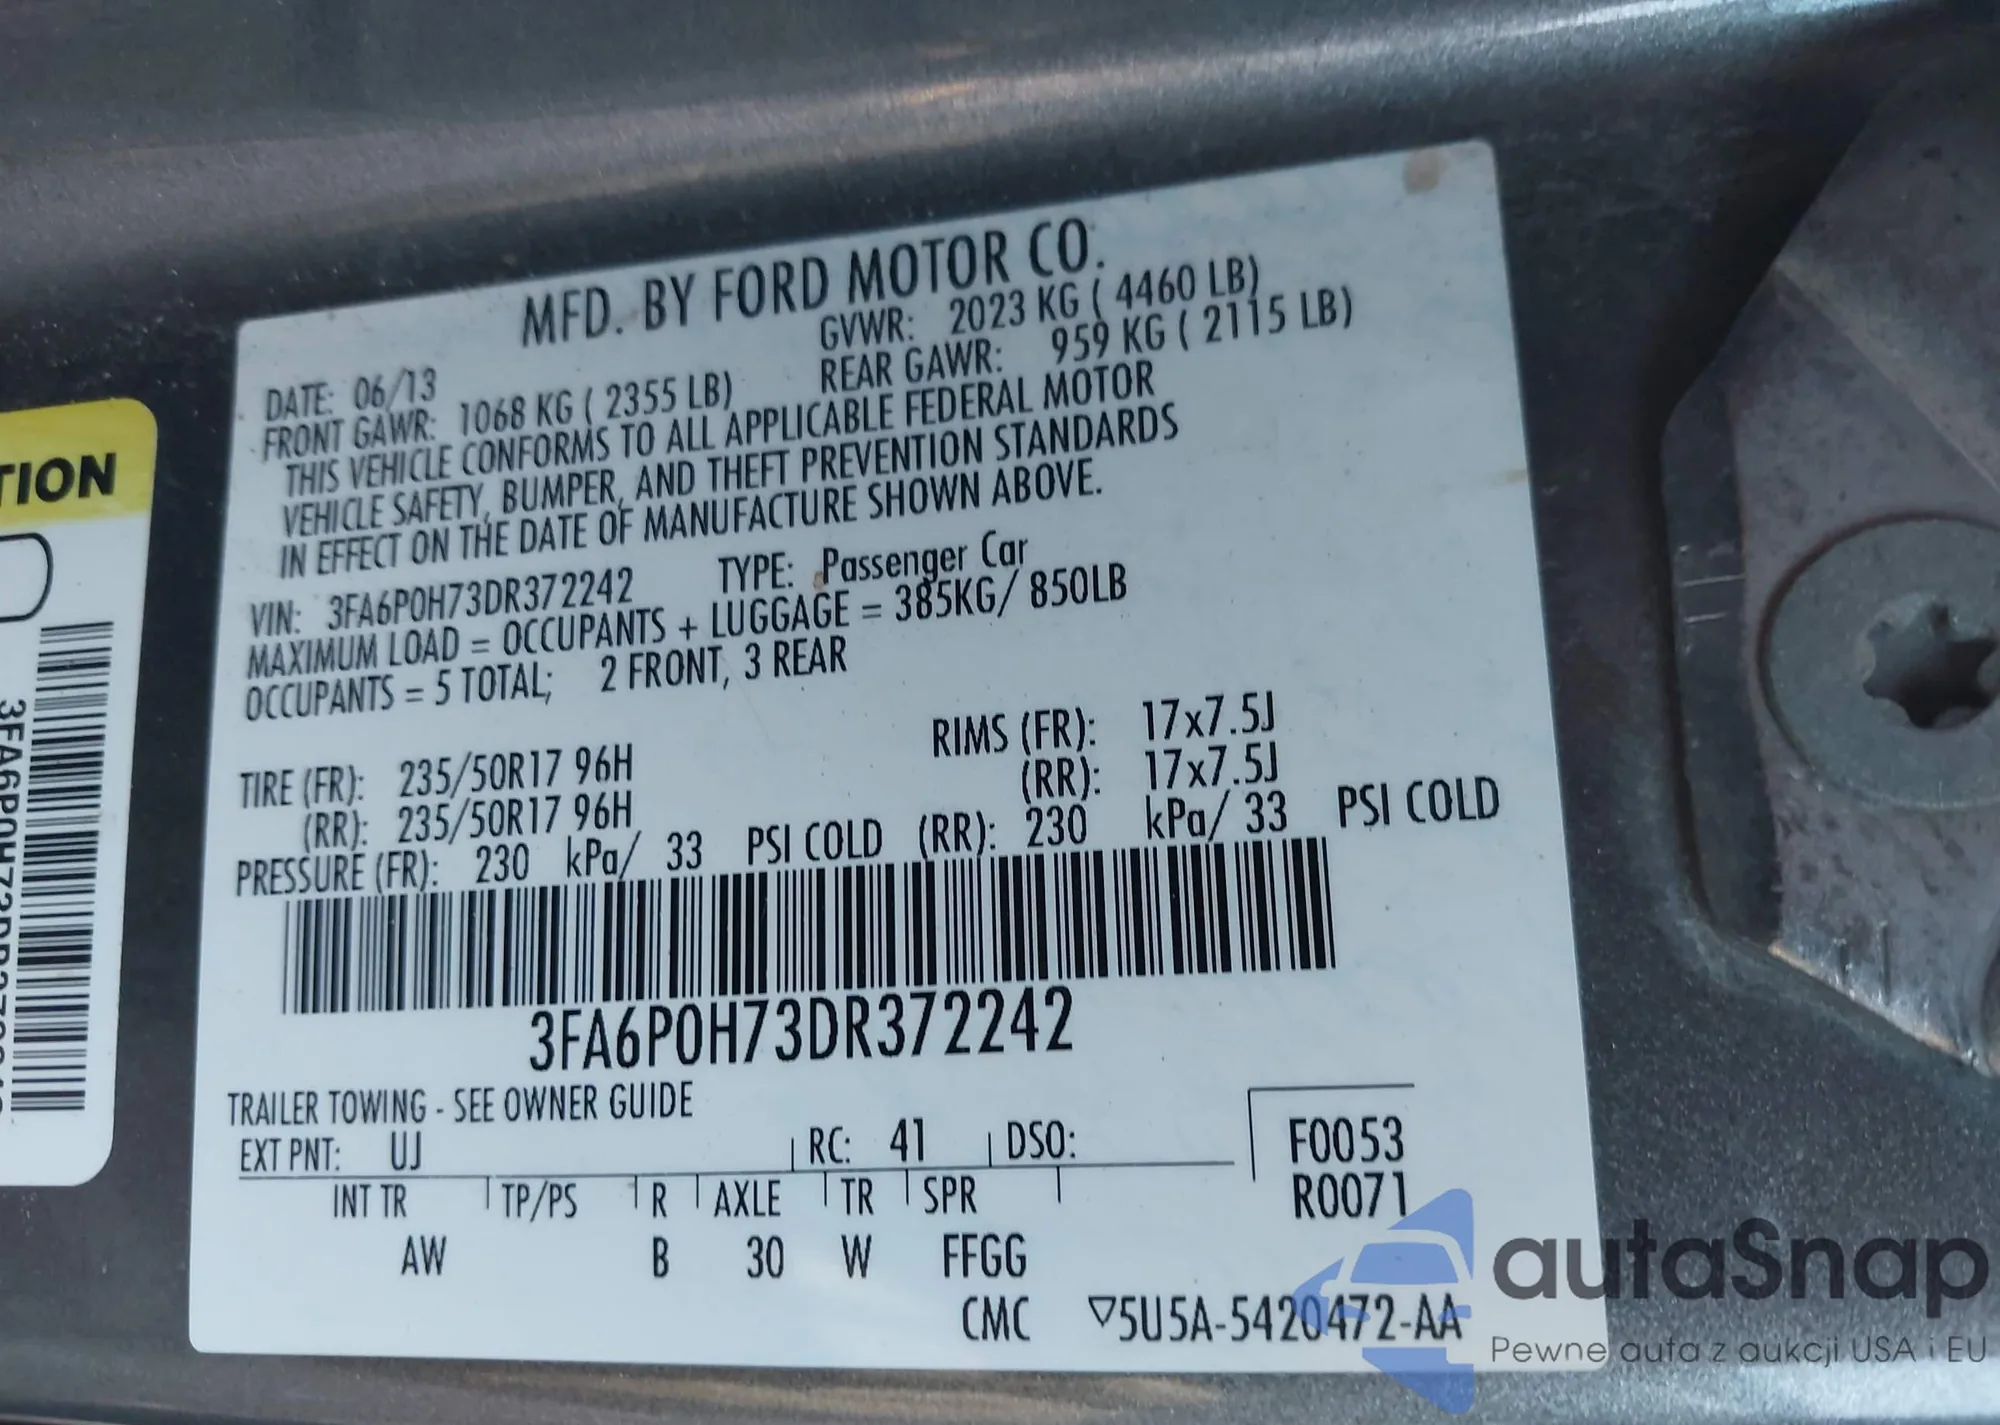 MFD. BY FORD MOTOR CO.
DATE: 06/13 GVWR: 2023 KG ( 4460 LB)
FRONT GAWR: 1068 KG ( 2355 LB) REAR GAWR: 959 KG ( 2115 LB)
THIS VEHICLE CONFORMS TO ALL APPLICABLE FEDERAL MOTOR
VEHICLE SAFETY, BUMPER, AND THEFT PREVENTION STANDARDS
IN EFFECT ON THE DATE OF MANUFACTURE SHOWN ABOVE.
VIN: 3FA6P0H73DR372242 TYPE: Passenger Car
MAXIMUM LOAD = OCCUPANTS + LUGGAGE = 385KG/ 850LB
OCCUPANTS = 5 TOTAL; 2 FRONT, 3 REAR
TIRE (FR): 235/50R17 96H RIMS (FR): 17x7.5J
(RR): 235/50R17 96H (RR): 17x7.5J
PRESSURE (FR): 230 kPa/ 33 PSI COLD (RR): 230 kPa/ 33 PSI COLD
3FA6P0H73DR372242
TRAILER TOWING - SEE OWNER GUIDE
EXT PNT: UJ RC: 41 DSO: F0053
INT TR TP/PS R AXLE TR SPR R0071
AW B 30 W FFGG
CMC ▽5U5A-5420472-AA
TION
autaSnap
Pewne auta z aukcji USA i EU